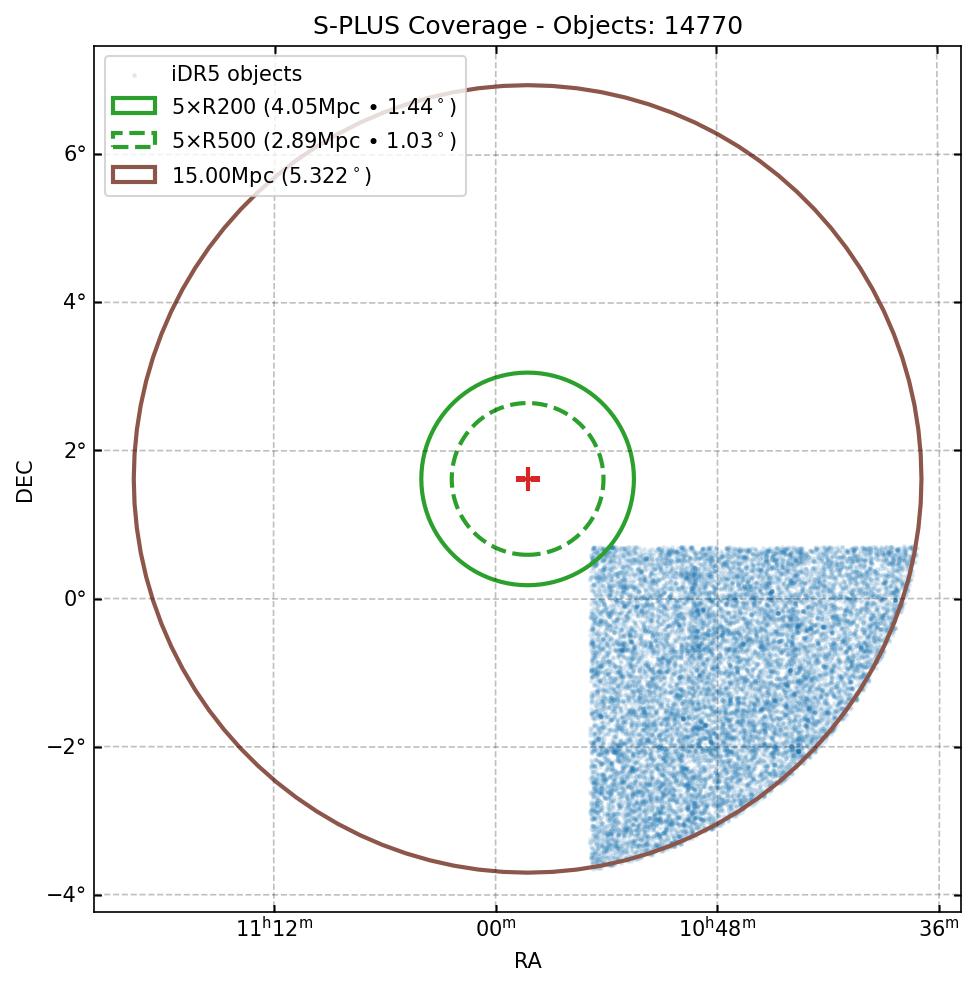 S-PLUS Coverage - Objects: 14770
iDR5 objects
5×R200 (4.05Mpc • 1.44°)
5×R500 (2.89Mpc • 1.03°)
15.00Mpc (5.322°)
6°
4°
2°
0°
−2°
−4°
DEC
11ʰ12ᵐ
00ᵐ
10ʰ48ᵐ
36ᵐ
RA